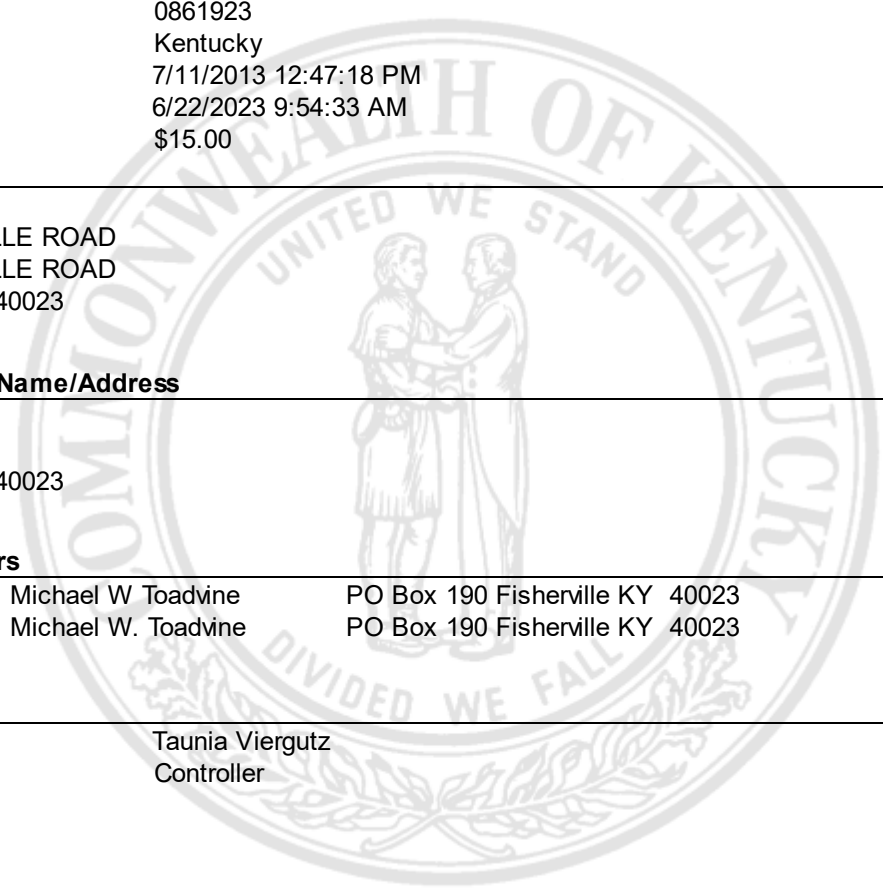 0861923
Kentucky
7/11/2013 12:47:18 PM
6/22/2023 9:54:33 AM
$15.00
LLE ROAD
LLE ROAD
40023
Name/Address
40023
rs
Michael W Toadvine PO Box 190 Fisherville KY 40023
Michael W. Toadvine PO Box 190 Fisherville KY 40023
Taunia Viergutz
Controller
COMMONWEALTH OF KENTUCKY
UNITED WE STAND
DIVIDED WE FALL